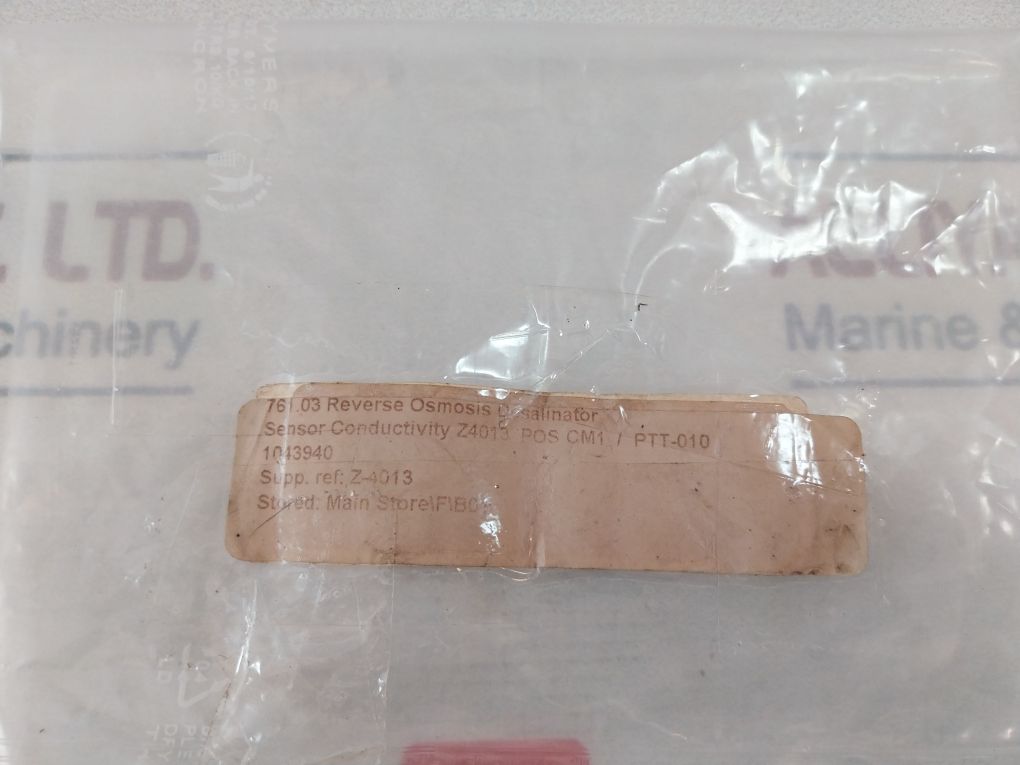 . LTD.
chinery
Marine &
761.03 Reverse Osmosis Desalinator
Sensor Conductivity Z4013 POS CM1 / PTT-010
1043940
Supp. ref: Z-4013
Stored: Main Store\F\B0